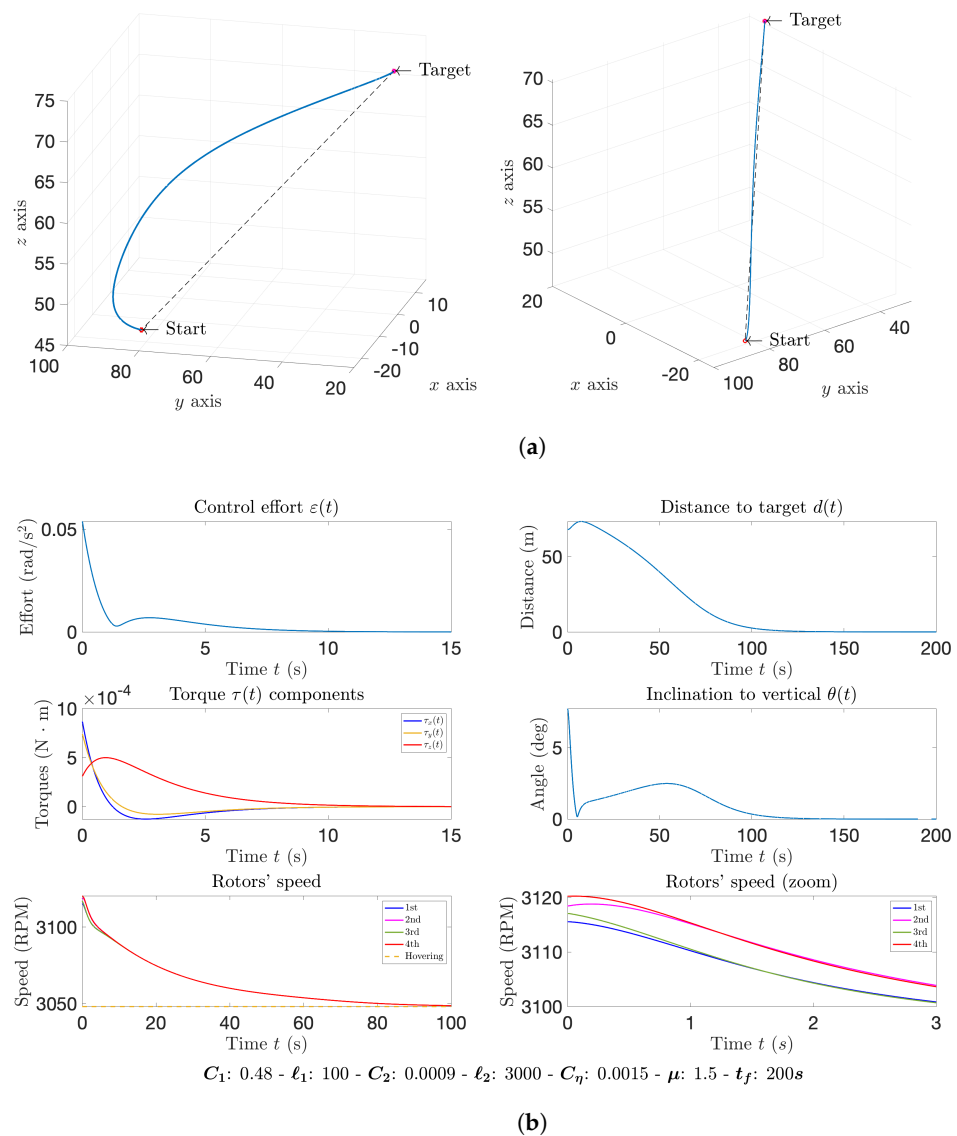 Target
Start
75
70
65
60
55
50
45
z axis
100
80
60
40
20
y axis
-20
-10
0
10
x axis
Target
Start
70
65
60
55
50
z axis
20
0
-20
x axis
100
80
60
40
y axis
(a)
Control effort ε(t)
0.05
0
Effort (rad/s²)
0 5 10 15
Time t (s)
Distance to target d(t)
50
0
Distance (m)
0 50 100 150 200
Time t (s)
Torque τ(t) components
×10⁻⁴
10
5
0
Torques (N · m)
τx(t)
τy(t)
τz(t)
0 5 10 15
Time t (s)
Inclination to vertical θ(t)
5
0
Angle (deg)
0 50 100 150 200
Time t (s)
Rotors' speed
3100
3050
Speed (RPM)
1st
2nd
3rd
4th
Hovering
0 20 40 60 80 100
Time t (s)
Rotors' speed (zoom)
3120
3110
3100
Speed (RPM)
1st
2nd
3rd
4th
0 1 2 3
Time t (s)
C₁: 0.48 - ℓ₁: 100 - C₂: 0.0009 - ℓ₂: 3000 - Cη: 0.0015 - μ: 1.5 - t_f: 200s
(b)